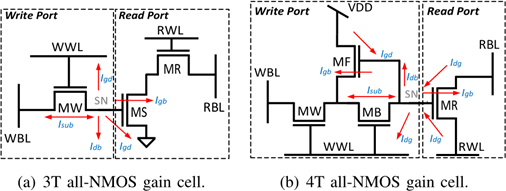 Write Port
Read Port
RWL
WWL
MR
Igd
SN
Igb
RBL
MW
MS
WBL
Isub
Idb
Igd
(a) 3T all-NMOS gain cell.
Write Port
Read Port
VDD
MF
Igd
RBL
Igb
Idb
Idg
WBL
Isub
SN
MW
MB
MR
Idg
Idg
WWL
RWL
(b) 4T all-NMOS gain cell.